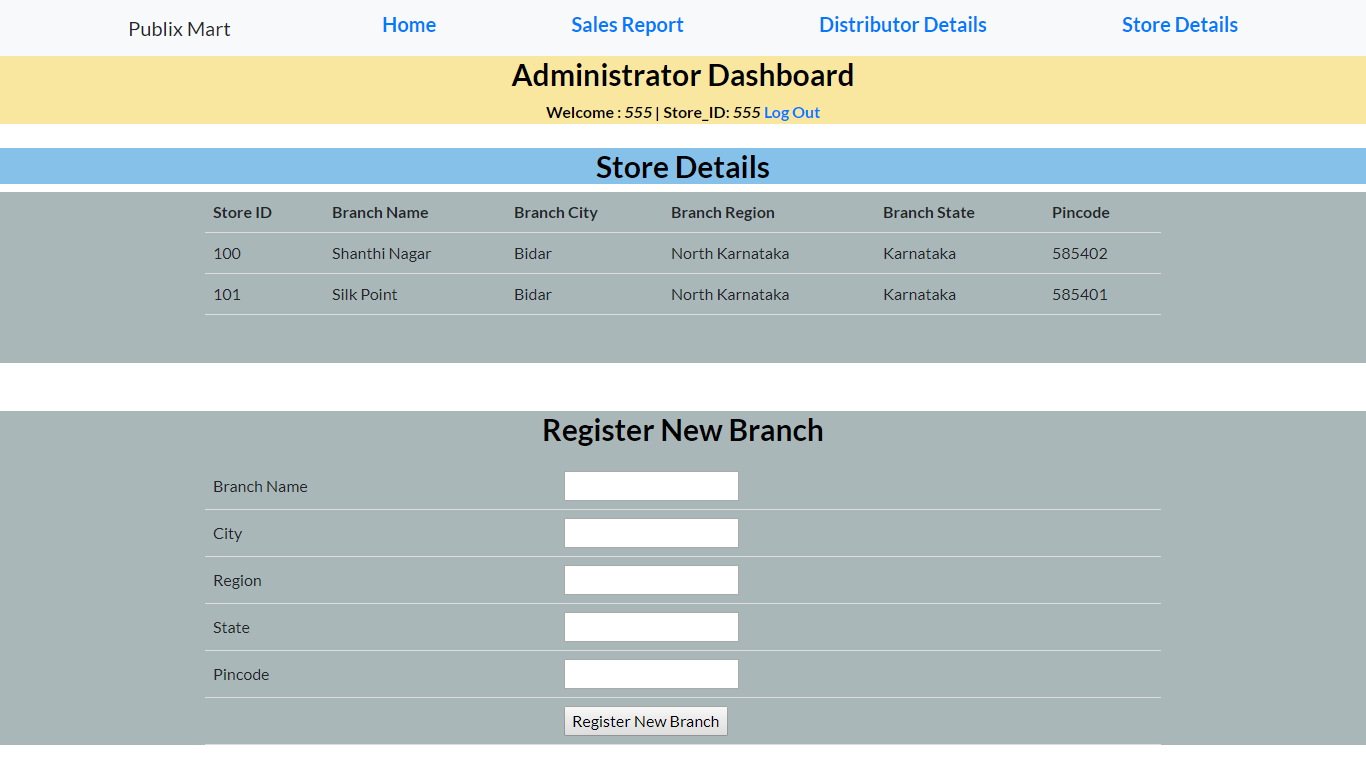 Publix Mart Home Sales Report Distributor Details Store Details
Administrator Dashboard
Welcome : 555 | Store_ID: 555 Log Out
Store Details
Store ID Branch Name Branch City Branch Region Branch State Pincode
100 Shanthi Nagar Bidar North Karnataka Karnataka 585402
101 Silk Point Bidar North Karnataka Karnataka 585401
Register New Branch
Branch Name
City
Region
State
Pincode
Register New Branch